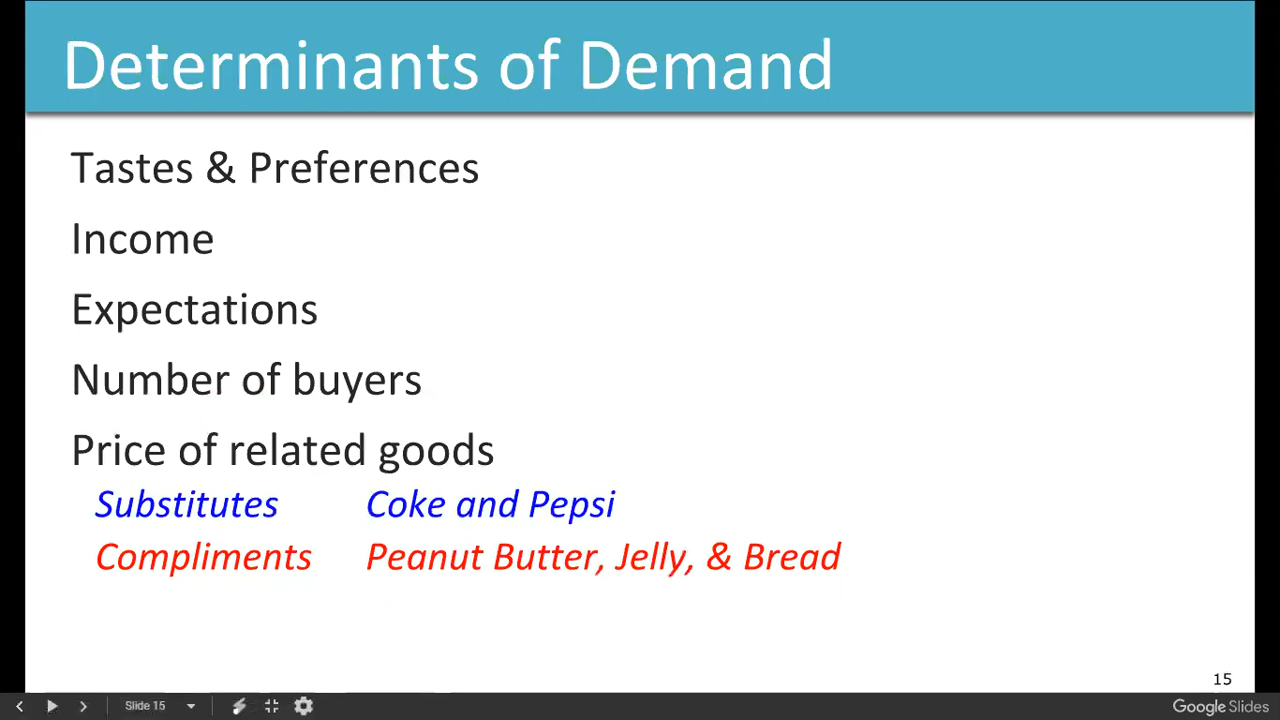 Determinants of Demand
Tastes & Preferences
Income
Expectations
Number of buyers
Price of related goods
Substitutes Coke and Pepsi
Compliments Peanut Butter, Jelly, & Bread
15
Slide 15
Google Slides